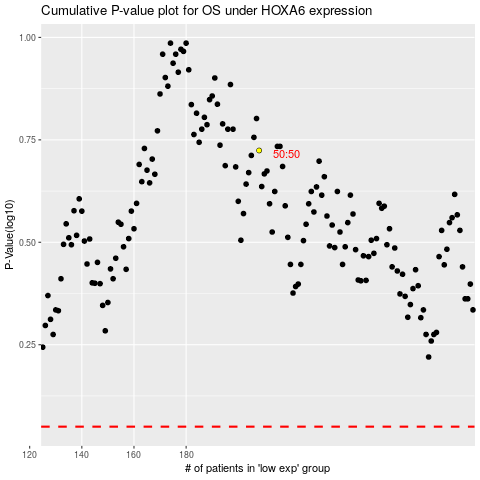 Cumulative P-value plot for OS under HOXA6 expression
1.00
0.75
50:50
0.50
0.25
P-Value(log10)
120 140 160 180
# of patients in 'low exp' group